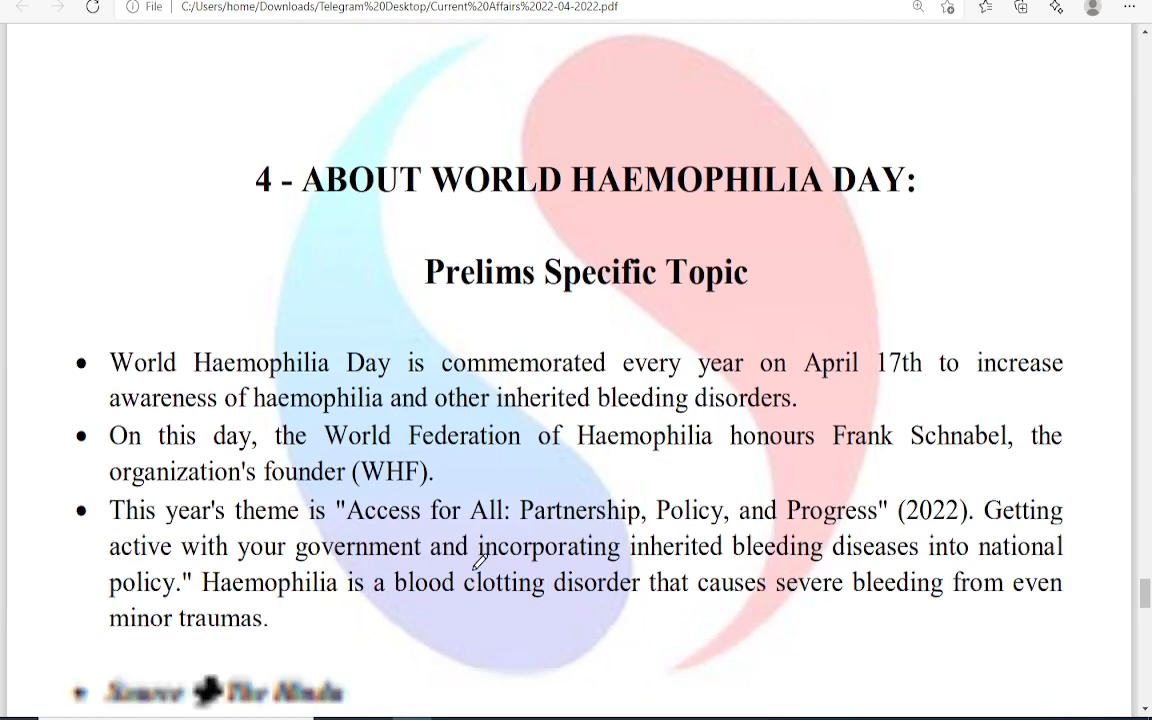 File | C:/Users/home/Downloads/Telegram%20Desktop/Current%20Affairs%2022-04-2022.pdf
4 - ABOUT WORLD HAEMOPHILIA DAY:
Prelims Specific Topic
• World Haemophilia Day is commemorated every year on April 17th to increase
awareness of haemophilia and other inherited bleeding disorders.
• On this day, the World Federation of Haemophilia honours Frank Schnabel, the
organization's founder (WHF).
• This year's theme is "Access for All: Partnership, Policy, and Progress" (2022). Getting
active with your government and incorporating inherited bleeding diseases into national
policy." Haemophilia is a blood clotting disorder that causes severe bleeding from even
minor traumas.
• Source The Hindu